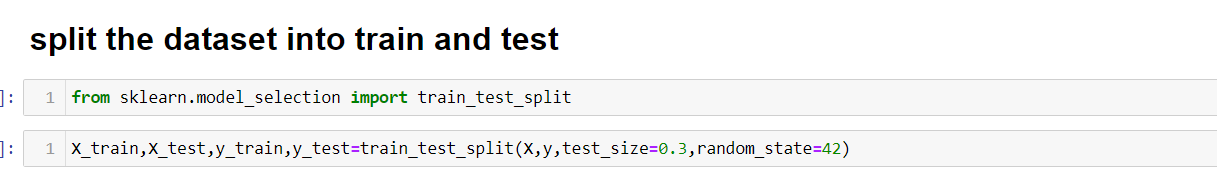 split the dataset into train and test
]: 1 from sklearn.model_selection import train_test_split
]: 1 X_train,X_test,y_train,y_test=train_test_split(X,y,test_size=0.3,random_state=42)